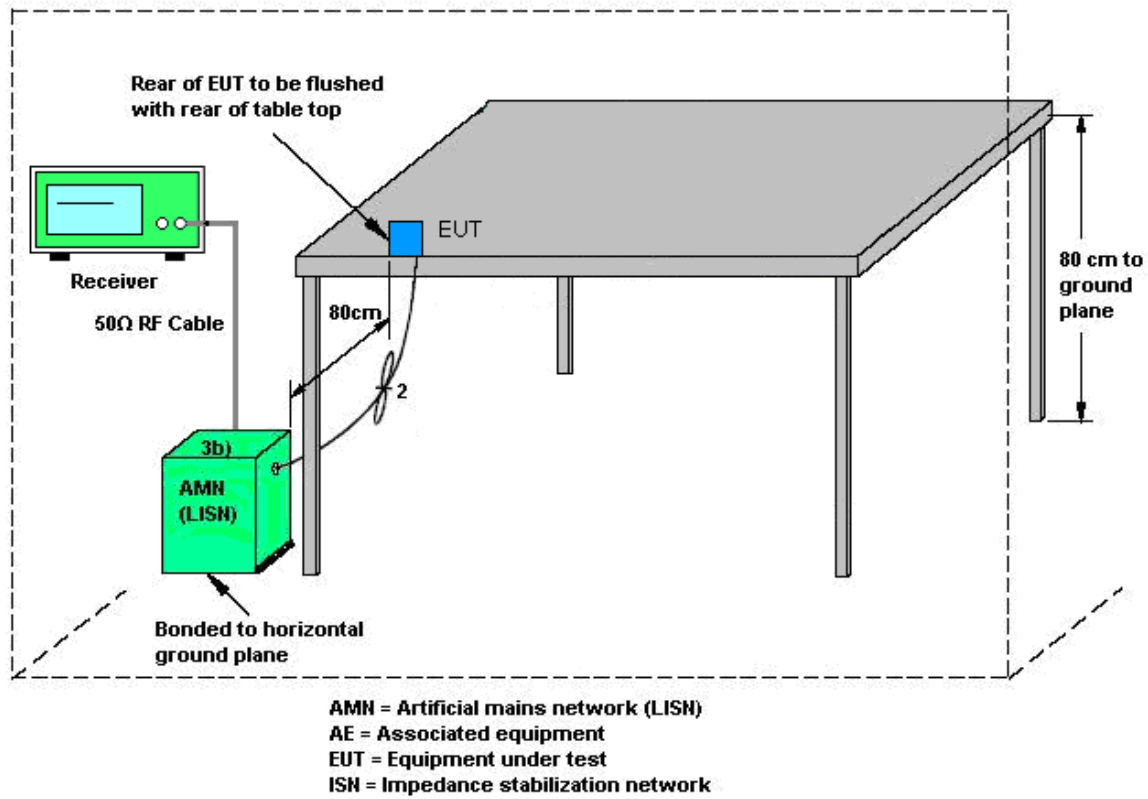 Rear of EUT to be flushed
with rear of table top
EUT
Receiver
50Ω RF Cable
80cm
80 cm to
ground
plane
2
3b)
AMN
(LISN)
Bonded to horizontal
ground plane
AMN = Artificial mains network (LISN)
AE = Associated equipment
EUT = Equipment under test
ISN = Impedance stabilization network